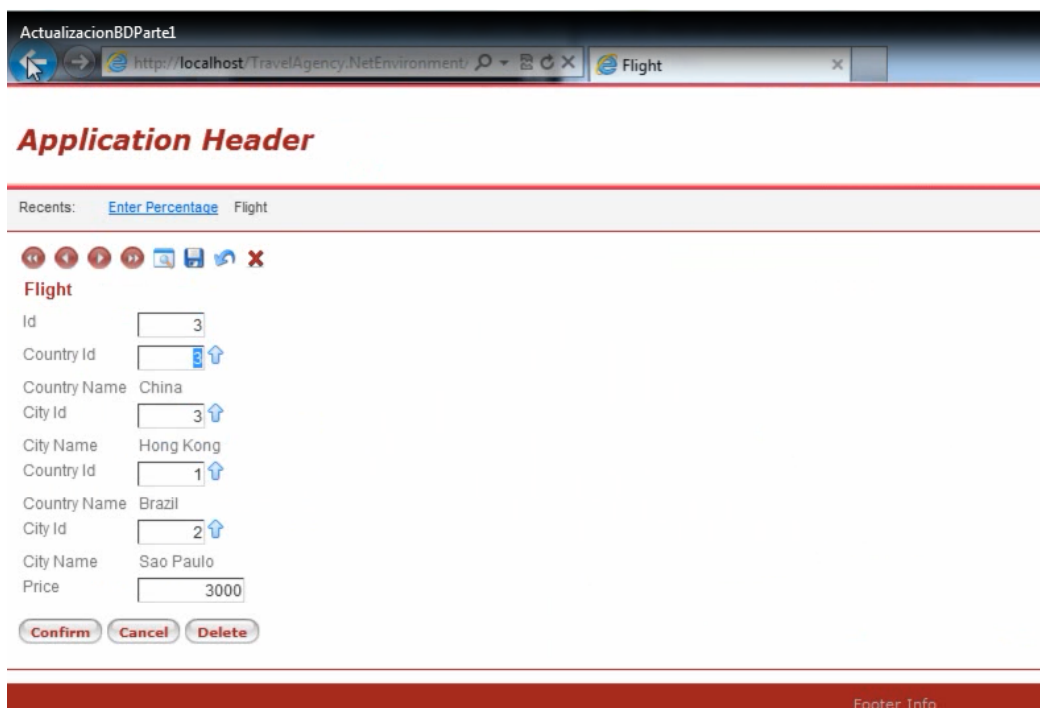 ActualizacionBDParte1
http://localhost/TravelAgency.NetEnvironment/ Flight
Application Header
Recents: Enter Percentage Flight
Flight
Id 3
Country Id 3
Country Name China
City Id 3
City Name Hong Kong
Country Id 1
Country Name Brazil
City Id 2
City Name Sao Paulo
Price 3000
Confirm Cancel Delete
Footer Info